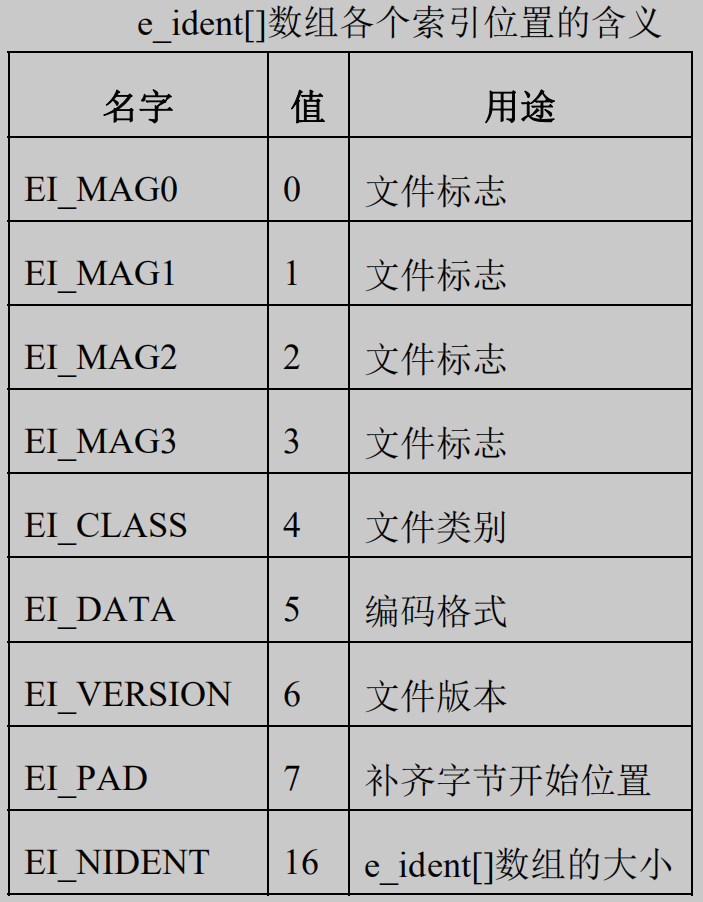 e_ident[]数组各个索引位置的含义
名字 值 用途
EI_MAG0 0 文件标志
EI_MAG1 1 文件标志
EI_MAG2 2 文件标志
EI_MAG3 3 文件标志
EI_CLASS 4 文件类别
EI_DATA 5 编码格式
EI_VERSION 6 文件版本
EI_PAD 7 补齐字节开始位置
EI_NIDENT 16 e_ident[]数组的大小